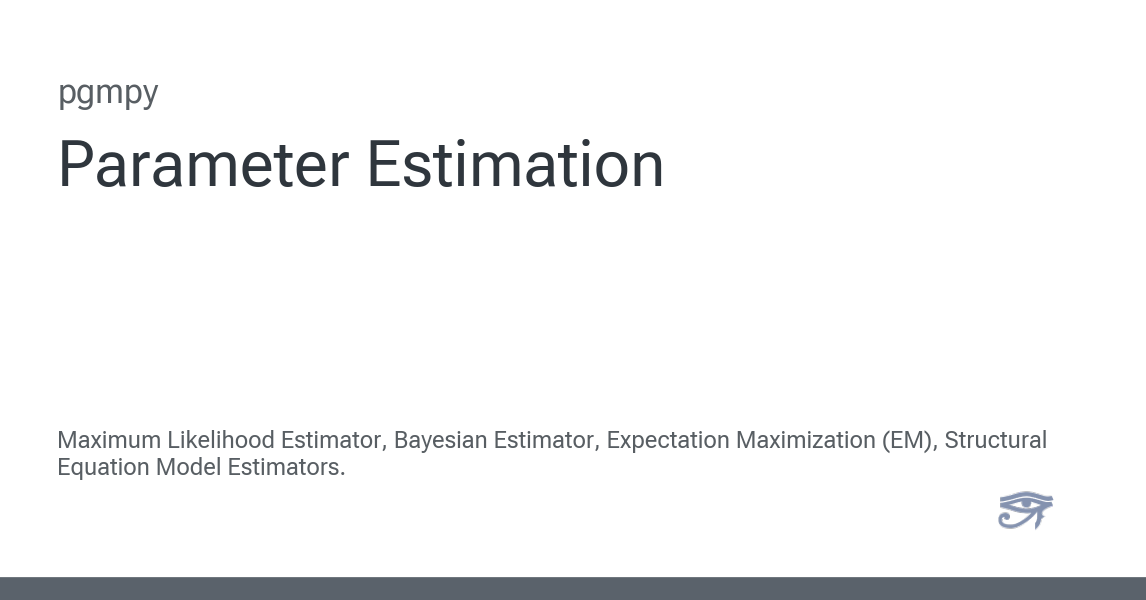 pgmpy
Parameter Estimation
Maximum Likelihood Estimator, Bayesian Estimator, Expectation Maximization (EM), Structural
Equation Model Estimators.